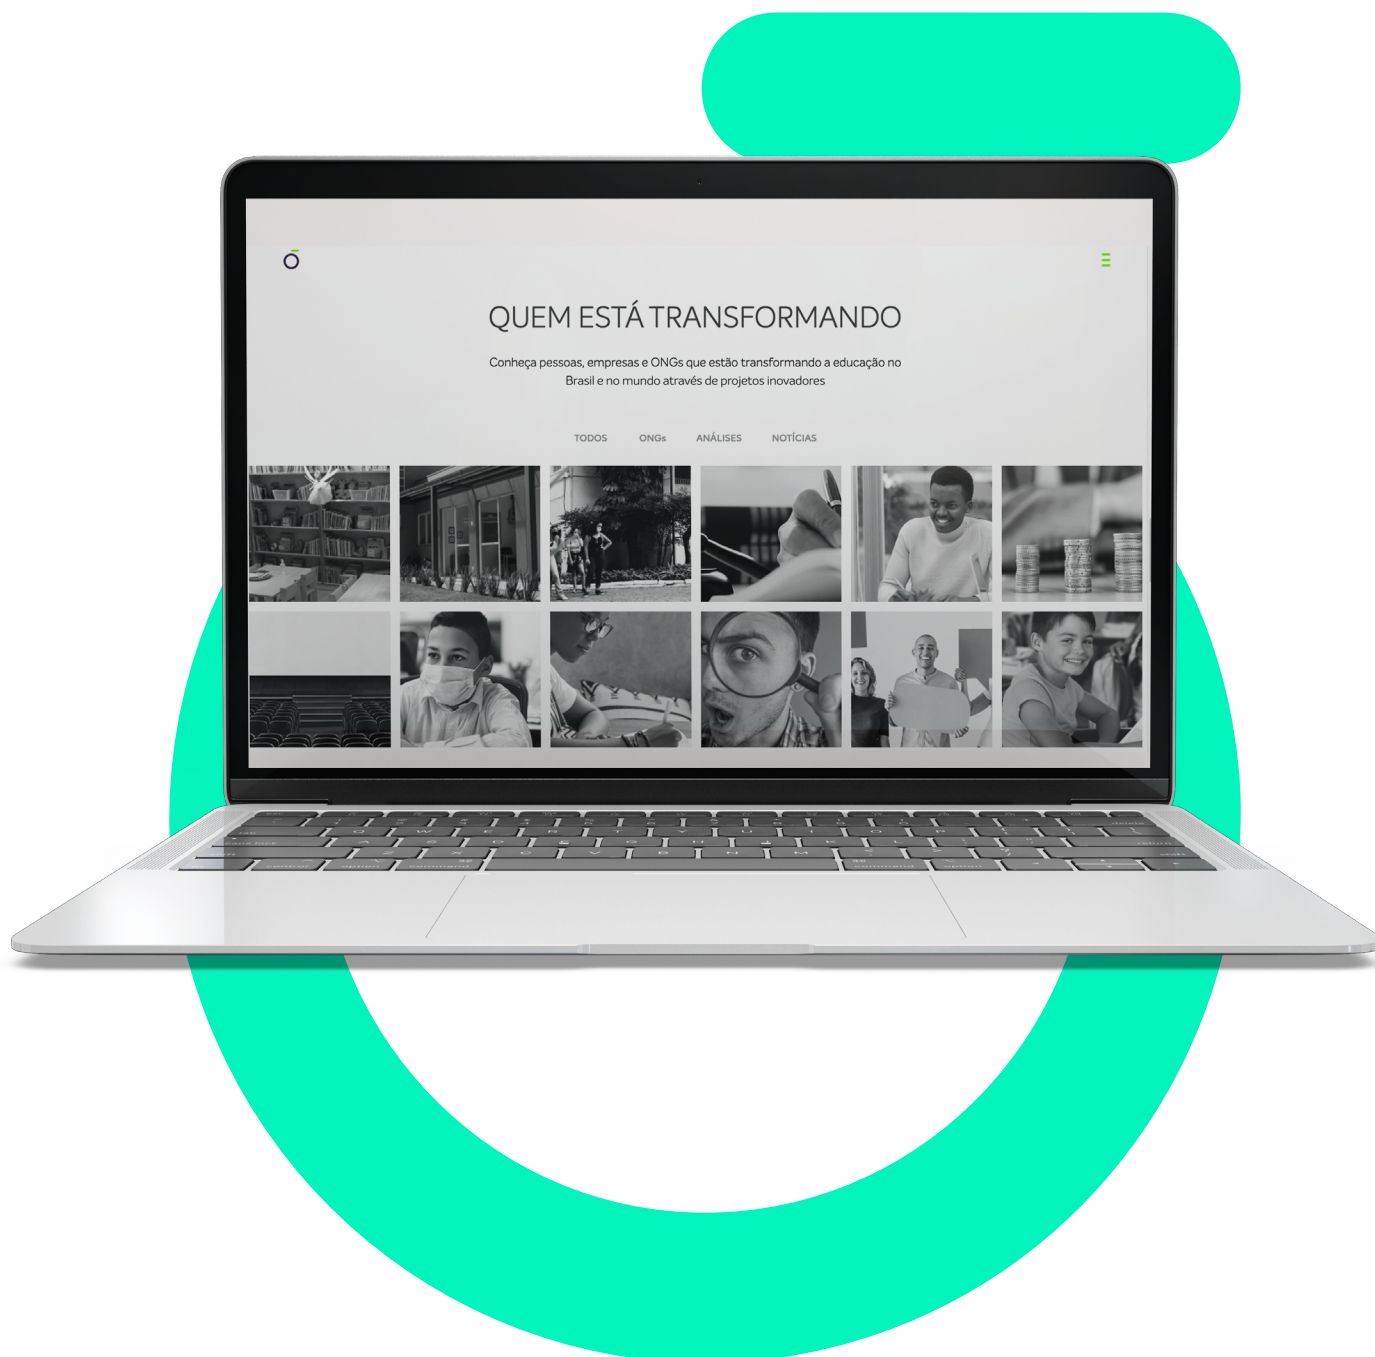 QUEM ESTÁ TRANSFORMANDO
Conheça pessoas, empresas e ONGs que estão transformando a educação no
Brasil e no mundo através de projetos inovadores
TODOS ONGs ANÁLISES NOTÍCIAS